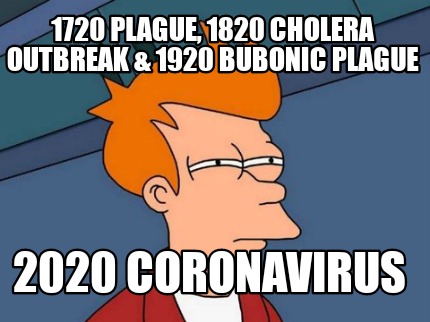 1720 PLAGUE, 1820 CHOLERA
OUTBREAK & 1920 BUBONIC PLAGUE
2020 CORONAVIRUS